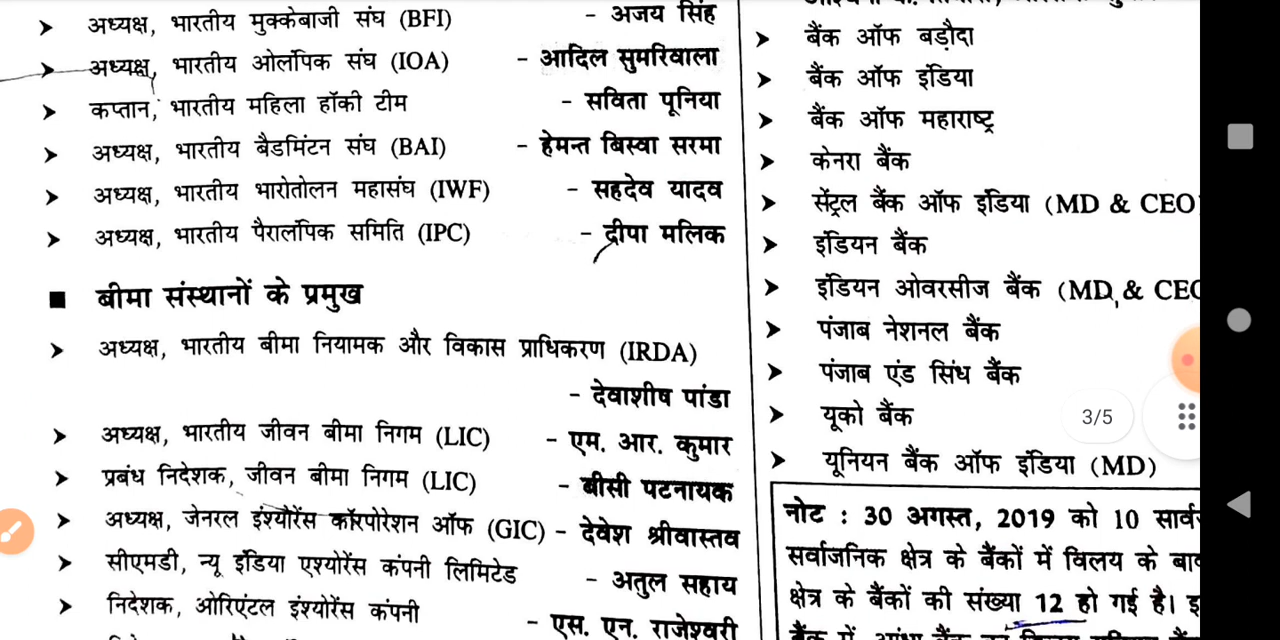 ➤ अध्यक्ष, भारतीय मुक्केबाजी संघ (BFI) - अजय सिंह
➤ अध्यक्ष, भारतीय ओलंपिक संघ (IOA) - आदिल सुमरिवाला
➤ कप्तान, भारतीय महिला हॉकी टीम - सविता पूनिया
➤ अध्यक्ष, भारतीय बैडमिंटन संघ (BAI) - हेमन्त बिस्वा सरमा
➤ अध्यक्ष, भारतीय भारोतोलन महासंघ (IWF) - सहदेव यादव
➤ अध्यक्ष, भारतीय पैरालंपिक समिति (IPC) - दीपा मलिक
■ बीमा संस्थानों के प्रमुख
➤ अध्यक्ष, भारतीय बीमा नियामक और विकास प्राधिकरण (IRDA)
- देवाशीष पांडा
➤ अध्यक्ष, भारतीय जीवन बीमा निगम (LIC) - एम. आर. कुमार
➤ प्रबंध निदेशक, जीवन बीमा निगम (LIC) - बीसी पटनायक
➤ अध्यक्ष, जेनरल इंश्यौरेंस कॉरपोरेशन ऑफ (GIC) - देवेश श्रीवास्तव
➤ सीएमडी, न्यू इंडिया एश्योरेंस कंपनी लिमिटेड - अतुल सहाय
➤ निदेशक, ओरिएंटल इंश्योरेंस कंपनी - एस. एन. राजेश्वरी
➤ बैंक ऑफ बड़ौदा
➤ बैंक ऑफ इंडिया
➤ बैंक ऑफ महाराष्ट्र
➤ केनरा बैंक
➤ सेंट्रल बैंक ऑफ इंडिया (MD & CEO)
➤ इंडियन बैंक
➤ इंडियन ओवरसीज बैंक (MD & CEO
➤ पंजाब नेशनल बैंक
➤ पंजाब एंड सिंध बैंक
➤ यूको बैंक
➤ यूनियन बैंक ऑफ इंडिया (MD)
नोट : 30 अगस्त, 2019 को 10 सार्व
सर्वाजनिक क्षेत्र के बैंकों में विलय के बा
क्षेत्र के बैंकों की संख्या 12 हो गई है।
3/5